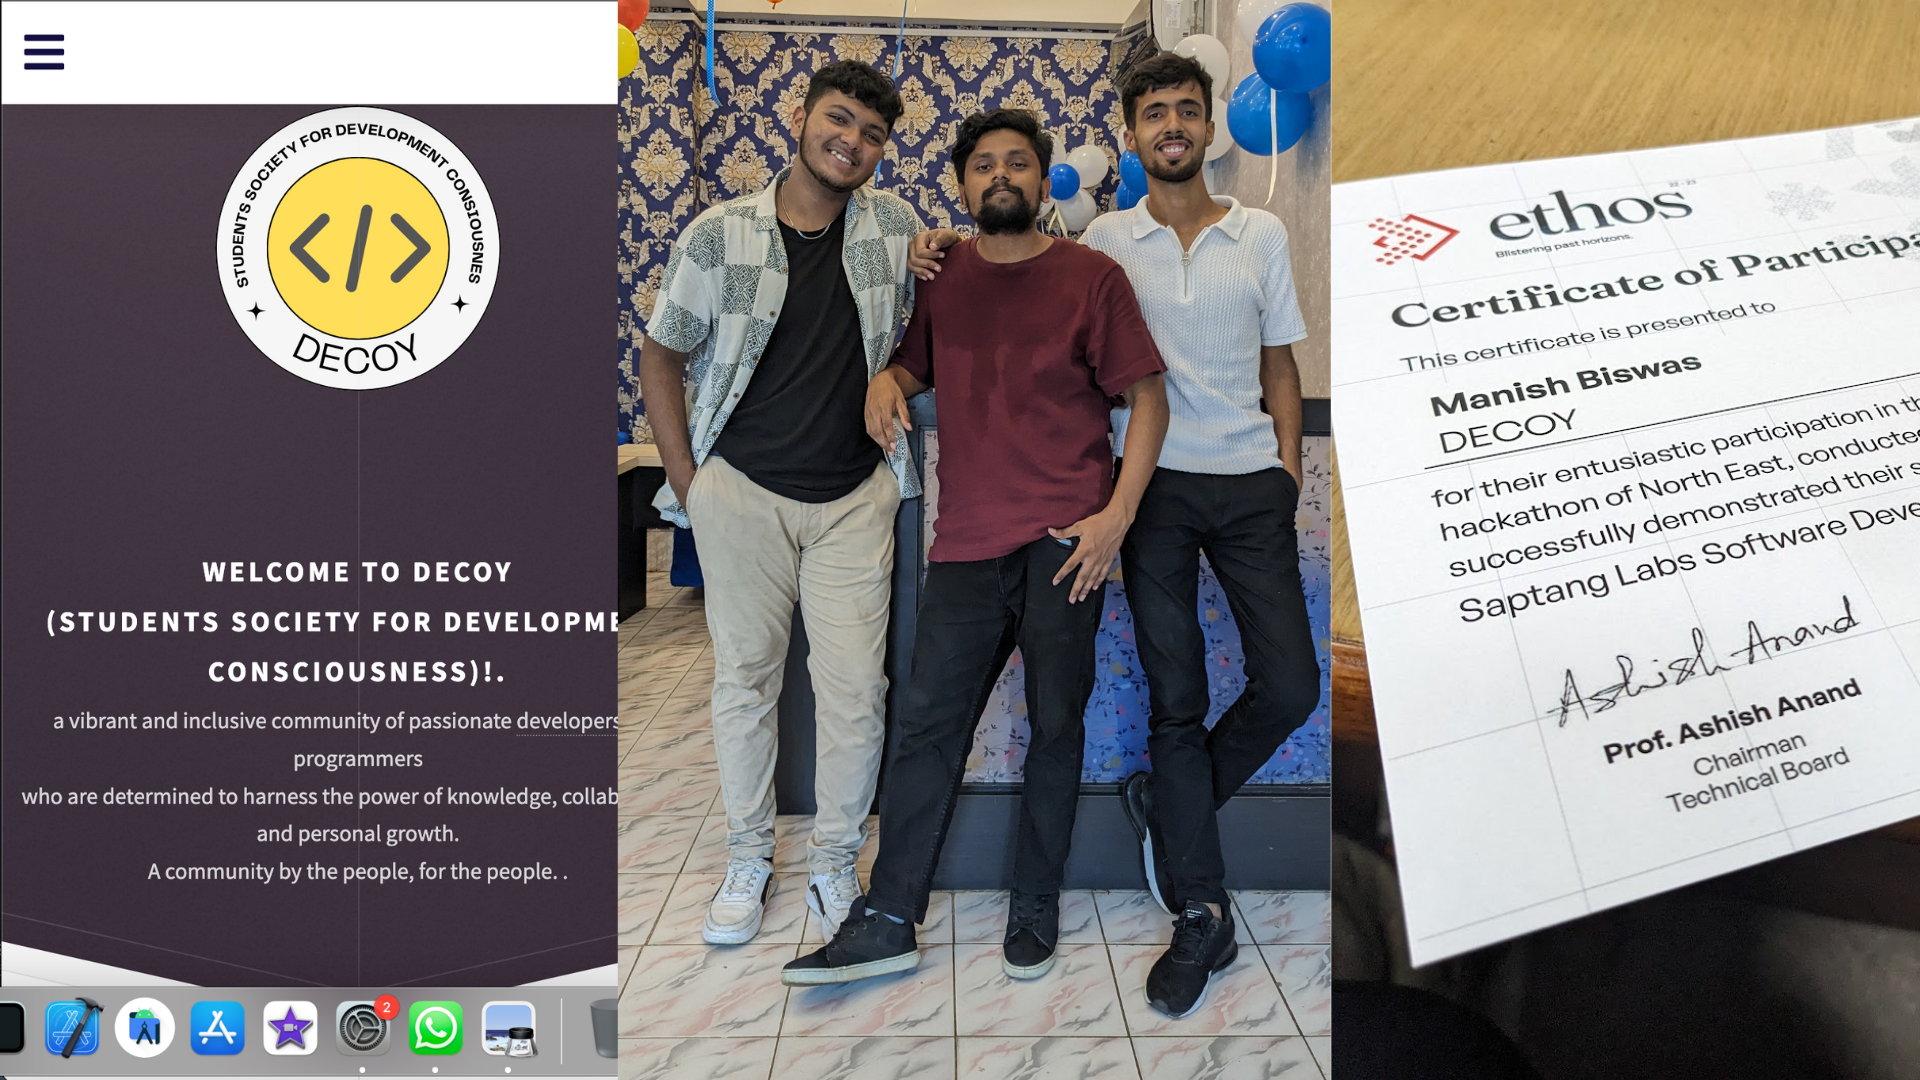 STUDENTS SOCIETY FOR DEVELOPMENT CONSIOUSNES
</>
DECOY
WELCOME TO DECOY
(STUDENTS SOCIETY FOR DEVELOPME
CONSCIOUSNESS)!.
a vibrant and inclusive community of passionate developers
programmers
who are determined to harness the power of knowledge, collab
and personal growth.
A community by the people, for the people. .
2
ethos
22 - 23
Blistering past horizons.
Certificate of Participa
This certificate is presented to
Manish Biswas
DECOY
for their entusiastic participation in th
hackathon of North East, conducte
successfully demonstrated their s
Saptang Labs Software Deve
Ashish Anand
Prof. Ashish Anand
Chairman
Technical Board